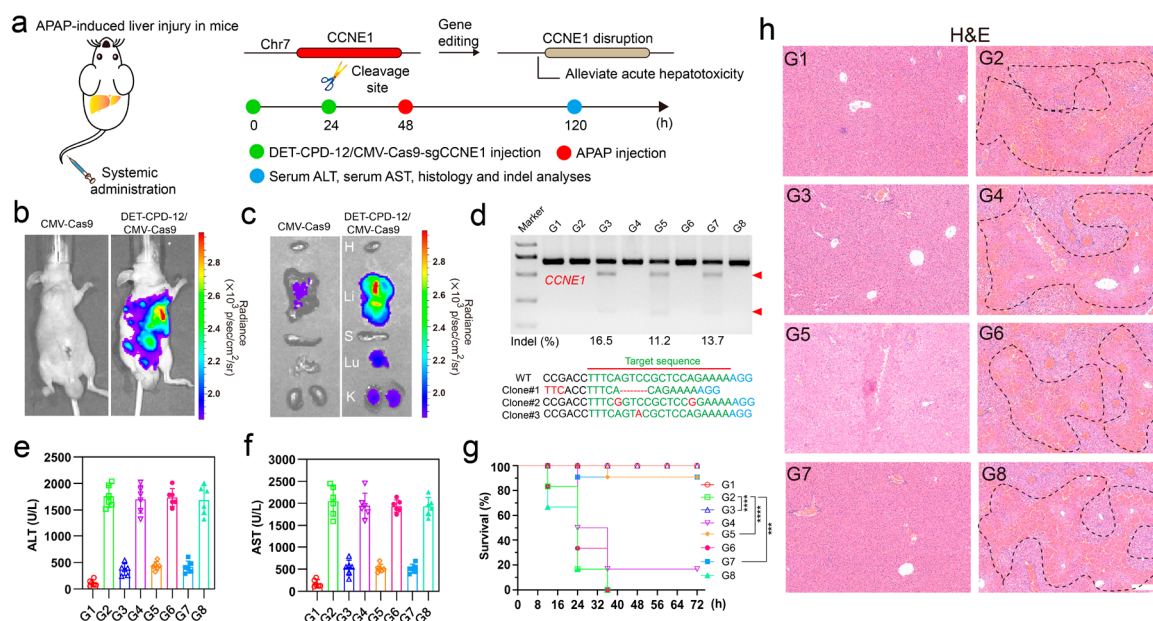 a
APAP-induced liver injury in mice
Systemic
administration
Chr7
CCNE1
Cleavage
site
Gene
editing
CCNE1 disruption
Alleviate acute hepatotoxicity
0
24
48
120
(h)
DET-CPD-12/CMV-Cas9-sgCCNE1 injection
APAP injection
Serum ALT, serum AST, histology and indel analyses
b
CMV-Cas9
DET-CPD-12/
CMV-Cas9
2.8
2.6
2.4
2.2
2.0
Radiance
(×10³ p/sec/cm²/sr)
c
CMV-Cas9
DET-CPD-12/
CMV-Cas9
H
Li
S
Lu
K
2.8
2.6
2.4
2.2
2.0
Radiance
(×10³ p/sec/cm²/sr)
d
Marker
G1
G2
G3
G4
G5
G6
G7
G8
CCNE1
Indel (%)
16.5
11.2
13.7
Target sequence
WT CCGACCTTTCAGTCCGCTCCAGAAAAAGG
Clone#1 TTCACCTTTCA--------CAGAAAAAGG
Clone#2 CCGACCTTTCGGTCCGCTCCGGAAAAAGG
Clone#3 CCGACCTTTCAGTACGCTCCAGAAAAAGG
e
ALT (U/L)
2500
2000
1500
1000
500
0
G1
G2
G3
G4
G5
G6
G7
G8
f
AST (U/L)
3000
2500
2000
1500
1000
500
0
G1
G2
G3
G4
G5
G6
G7
G8
g
Survival (%)
100
80
60
40
20
0
0 8 16 24 32 40 48 56 64 72 (h)
G1
G2
G3
G4
G5
G6
G7
G8
****
****
***
h
H&E
G1
G2
G3
G4
G5
G6
G7
G8